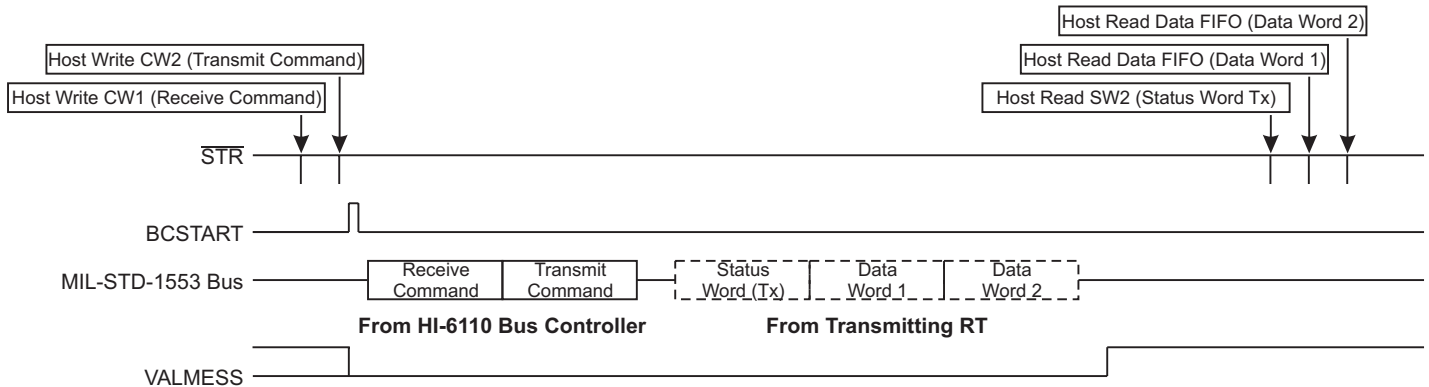 Host Read Data FIFO (Data Word 2)
Host Write CW2 (Transmit Command)
Host Read Data FIFO (Data Word 1)
Host Write CW1 (Receive Command)
Host Read SW2 (Status Word Tx)
STR
BCSTART
MIL-STD-1553 Bus
Receive
Command
Transmit
Command
Status
Word (Tx)
Data
Word 1
Data
Word 2
From HI-6110 Bus Controller
From Transmitting RT
VALMESS